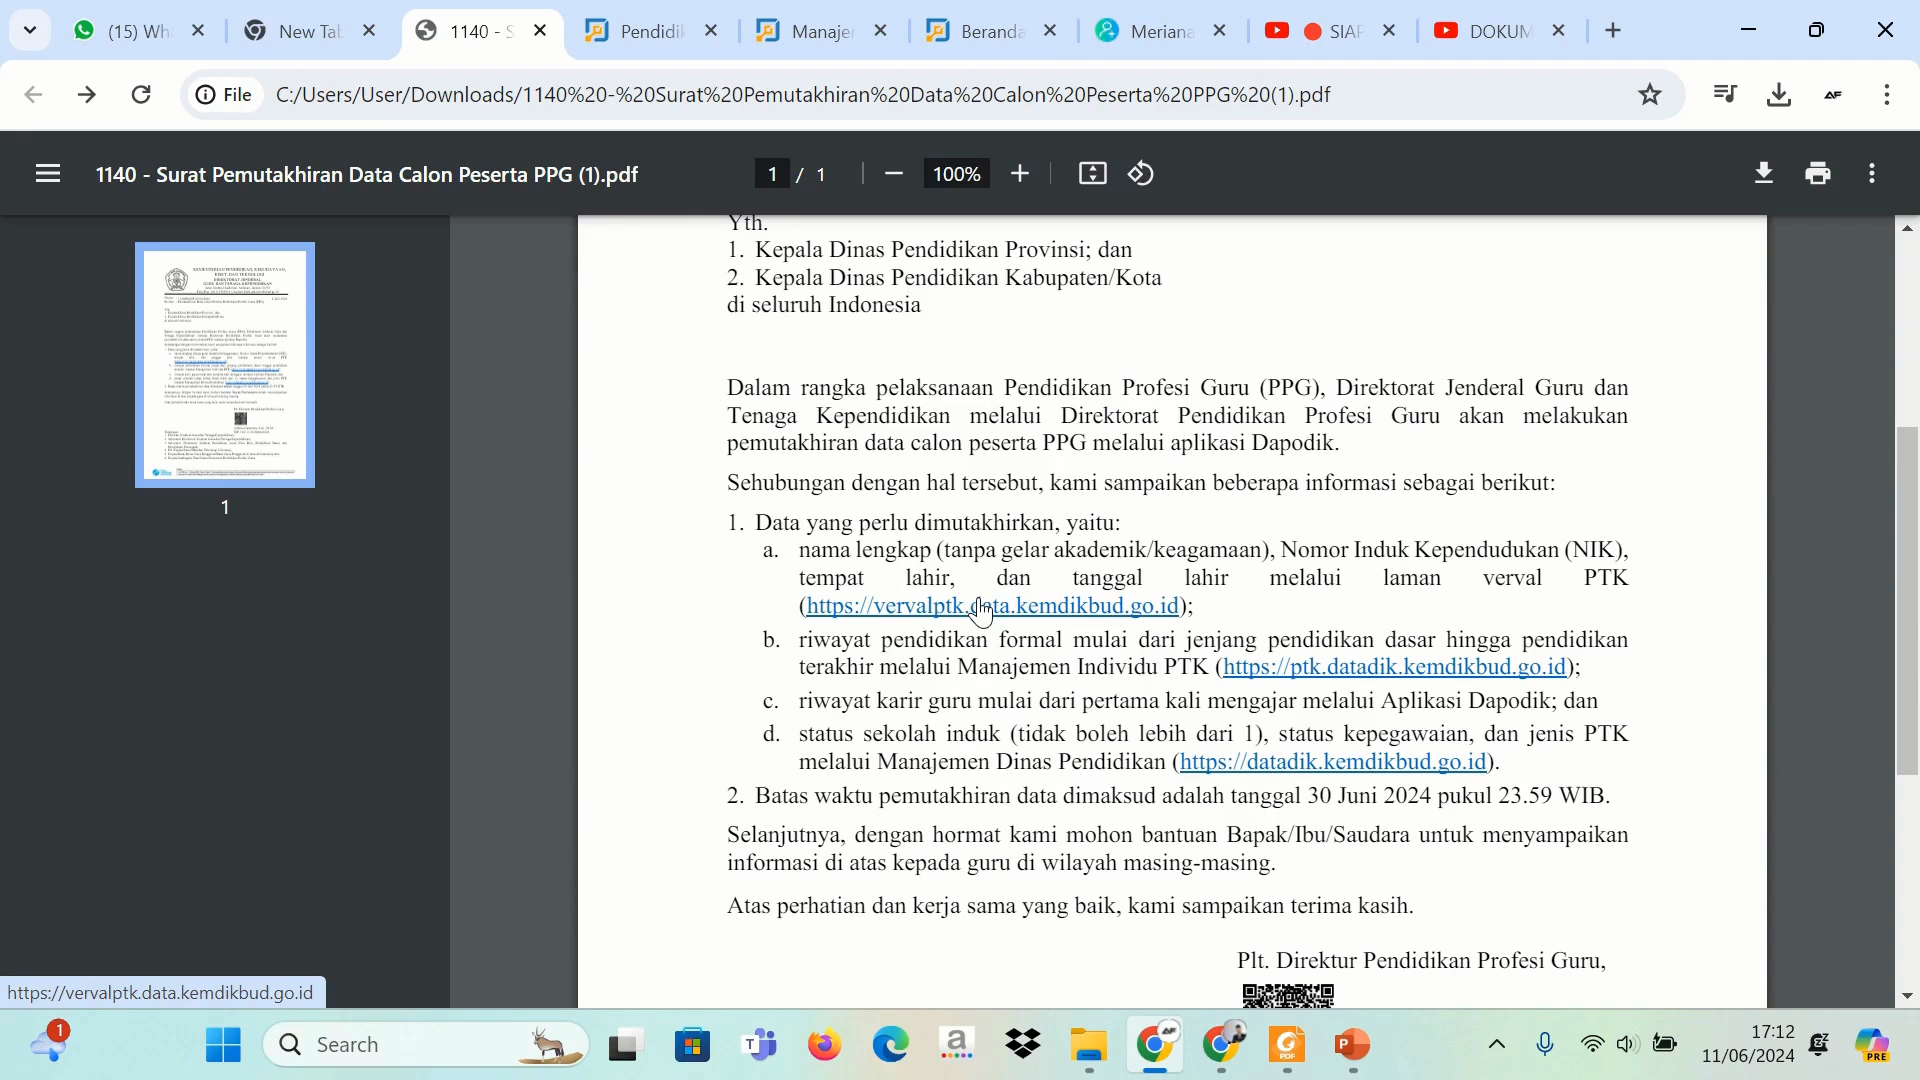 (15) Wh
New Tab
1140 - S
Pendidik
Manajer
Beranda
Meriana
SIAP
DOKUM
File
C:/Users/User/Downloads/1140%20-%20Surat%20Pemutakhiran%20Data%20Calon%20Peserta%20PPG%20(1).pdf
1140 - Surat Pemutakhiran Data Calon Peserta PPG (1).pdf
1 / 1
100%
1
Yth.
1. Kepala Dinas Pendidikan Provinsi; dan
2. Kepala Dinas Pendidikan Kabupaten/Kota
di seluruh Indonesia
Dalam rangka pelaksanaan Pendidikan Profesi Guru (PPG), Direktorat Jenderal Guru dan
Tenaga Kependidikan melalui Direktorat Pendidikan Profesi Guru akan melakukan
pemutakhiran data calon peserta PPG melalui aplikasi Dapodik.
Sehubungan dengan hal tersebut, kami sampaikan beberapa informasi sebagai berikut:
1. Data yang perlu dimutakhirkan, yaitu:
a. nama lengkap (tanpa gelar akademik/keagamaan), Nomor Induk Kependudukan (NIK),
tempat lahir, dan tanggal lahir melalui laman verval PTK
(https://vervalptk.data.kemdikbud.go.id);
b. riwayat pendidikan formal mulai dari jenjang pendidikan dasar hingga pendidikan
terakhir melalui Manajemen Individu PTK (https://ptk.datadik.kemdikbud.go.id);
c. riwayat karir guru mulai dari pertama kali mengajar melalui Aplikasi Dapodik; dan
d. status sekolah induk (tidak boleh lebih dari 1), status kepegawaian, dan jenis PTK
melalui Manajemen Dinas Pendidikan (https://datadik.kemdikbud.go.id).
2. Batas waktu pemutakhiran data dimaksud adalah tanggal 30 Juni 2024 pukul 23.59 WIB.
Selanjutnya, dengan hormat kami mohon bantuan Bapak/Ibu/Saudara untuk menyampaikan
informasi di atas kepada guru di wilayah masing-masing.
Atas perhatian dan kerja sama yang baik, kami sampaikan terima kasih.
Plt. Direktur Pendidikan Profesi Guru,
https://vervalptk.data.kemdikbud.go.id
1
Search
17:12
11/06/2024
PRE